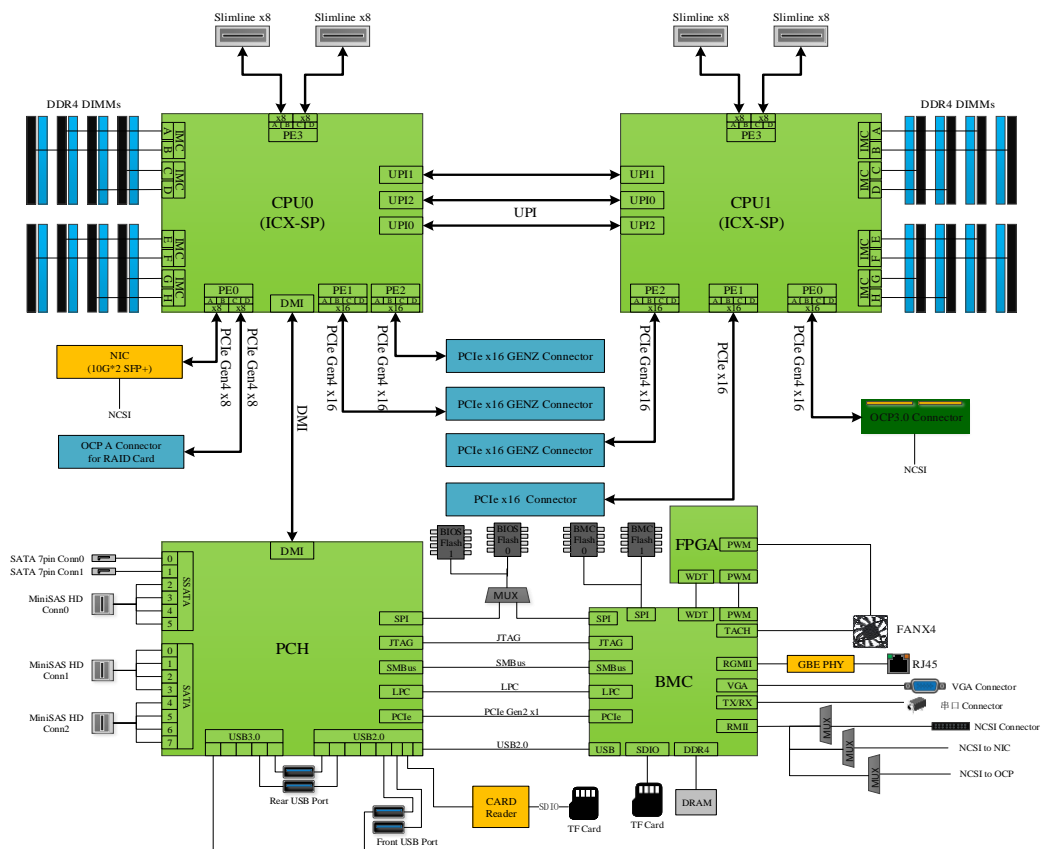 Slimline x8
Slimline x8
Slimline x8
Slimline x8
DDR4 DIMMs
DDR4 DIMMs
x8
x8
A B C D
PE3
x8
x8
A B C D
PE3
A
B
IMC
C
D
IMC
E
F
IMC
G
H
IMC
CPU0
(ICX-SP)
UPI1
UPI2
UPI0
UPI
UPI1
UPI0
UPI2
CPU1
(ICX-SP)
IMC
A
B
IMC
C
D
IMC
E
F
IMC
G
H
PE0
A B C D
x8
x8
DMI
PE1
A B C D
x16
PE2
A B C D
x16
PE2
A B C D
x16
PE1
A B C D
x16
PE0
A B C D
x16
PCIe Gen4 x8
PCIe Gen4 x8
DMI
PCIe Gen4 x16
PCIe Gen4 x16
PCIe Gen4 x16
PCIe x16
PCIe Gen4 x16
NIC
(10G*2 SFP+)
NCSI
OCP A Connector
for RAID Card
PCIe x16 GENZ Connector
PCIe x16 GENZ Connector
PCIe x16 GENZ Connector
PCIe x16 Connector
OCP3.0 Connector
NCSI
BIOS
Flash
1
BIOS
Flash
0
BMC
Flash
0
BMC
Flash
1
MUX
FPGA
PWM
WDT
PWM
SATA 7pin Conn0
SATA 7pin Conn1
MiniSAS HD
Conn0
MiniSAS HD
Conn1
MiniSAS HD
Conn2
0
1
2
3
4
5
SSATA
0
1
2
3
4
5
6
7
SATA
DMI
PCH
SPI
JTAG
SMBus
LPC
PCIe
USB3.0
USB2.0
JTAG
SMBus
LPC
PCIe Gen2 x1
USB2.0
SPI
JTAG
SMBus
LPC
PCIe
USB
SDIO
DDR4
SPI
WDT
PWM
TACH
RGMII
VGA
TX/RX
RMII
BMC
FANX4
GBE PHY
RJ45
VGA Connector
串口 Connector
MUX
NCSI Connector
MUX
NCSI to NIC
MUX
NCSI to OCP
Rear USB Port
Front USB Port
CARD
Reader
SDIO
TF Card
TF Card
DRAM